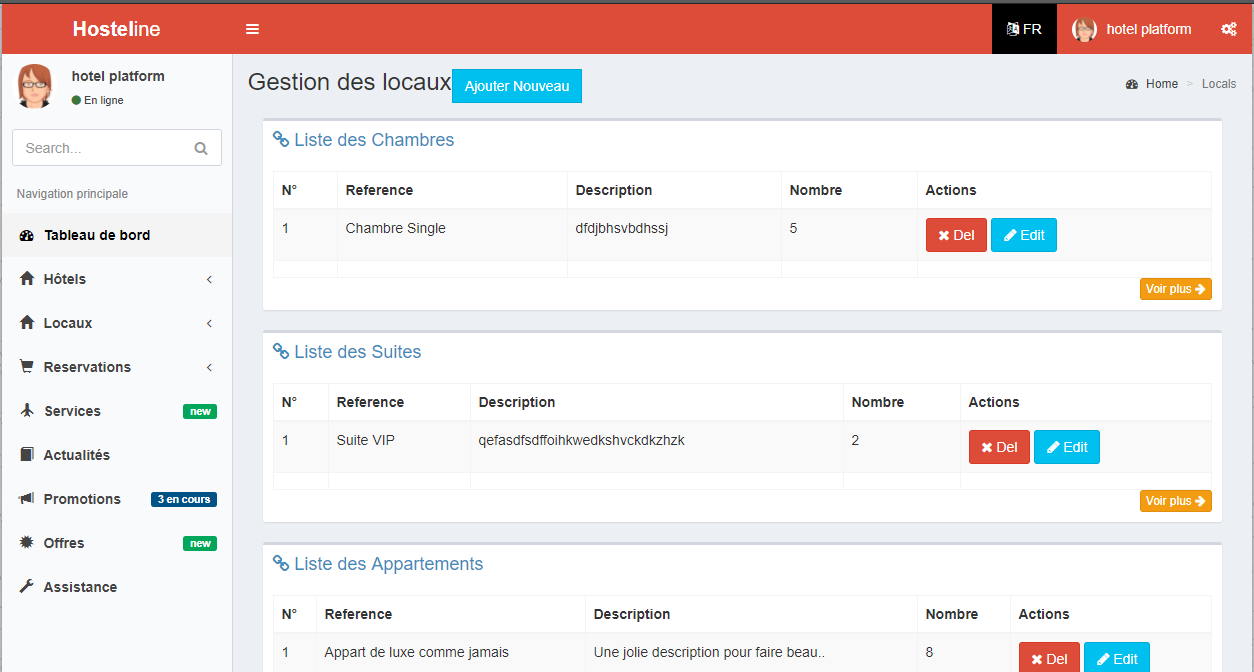 Hosteline
FR
hotel platform
hotel platform
En ligne
Search...
Navigation principale
Tableau de bord
Hôtels
Locaux
Reservations
Services new
Actualités
Promotions 3 en cours
Offres new
Assistance
Gestion des locaux Ajouter Nouveau
Home > Locals
Liste des Chambres
N° Reference Description Nombre Actions
1 Chambre Single dfdjbhsvbdhssj 5 Del Edit
Voir plus
Liste des Suites
N° Reference Description Nombre Actions
1 Suite VIP qefasdfsdffoihkwedkshvckdkzhzk 2 Del Edit
Voir plus
Liste des Appartements
N° Reference Description Nombre Actions
1 Appart de luxe comme jamais Une jolie description pour faire beau.. 8 Del Edit